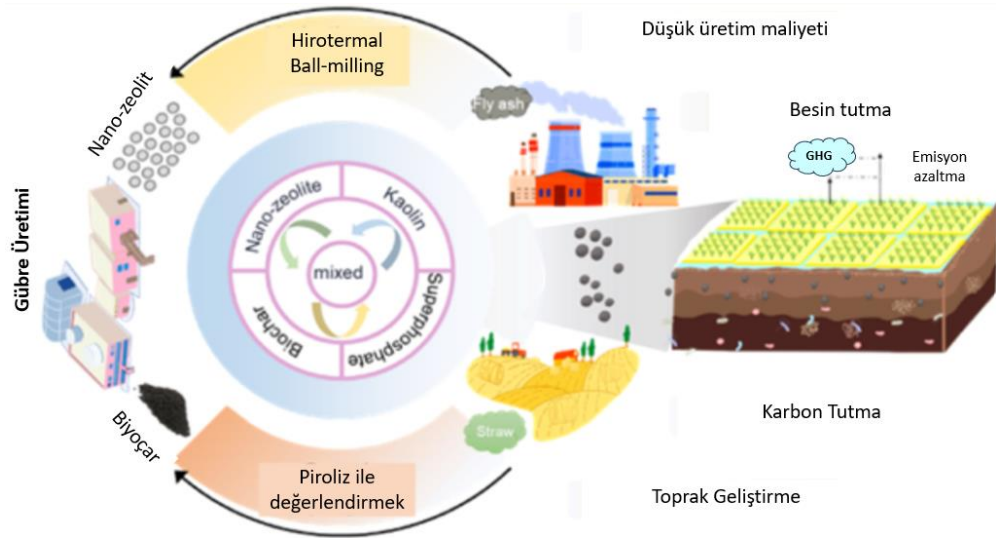 Hirotermal
Ball-milling
Düşük üretim maliyeti
Nano-zeolit
Fly ash
Besin tutma
GHG
Emisyon
azaltma
Gübre Üretimi
Nano-zeolite
Kaolin
mixed
Biochar
Superphosphate
Biyoçar
Straw
Karbon Tutma
Piroliz ile
değerlendirmek
Toprak Geliştirme